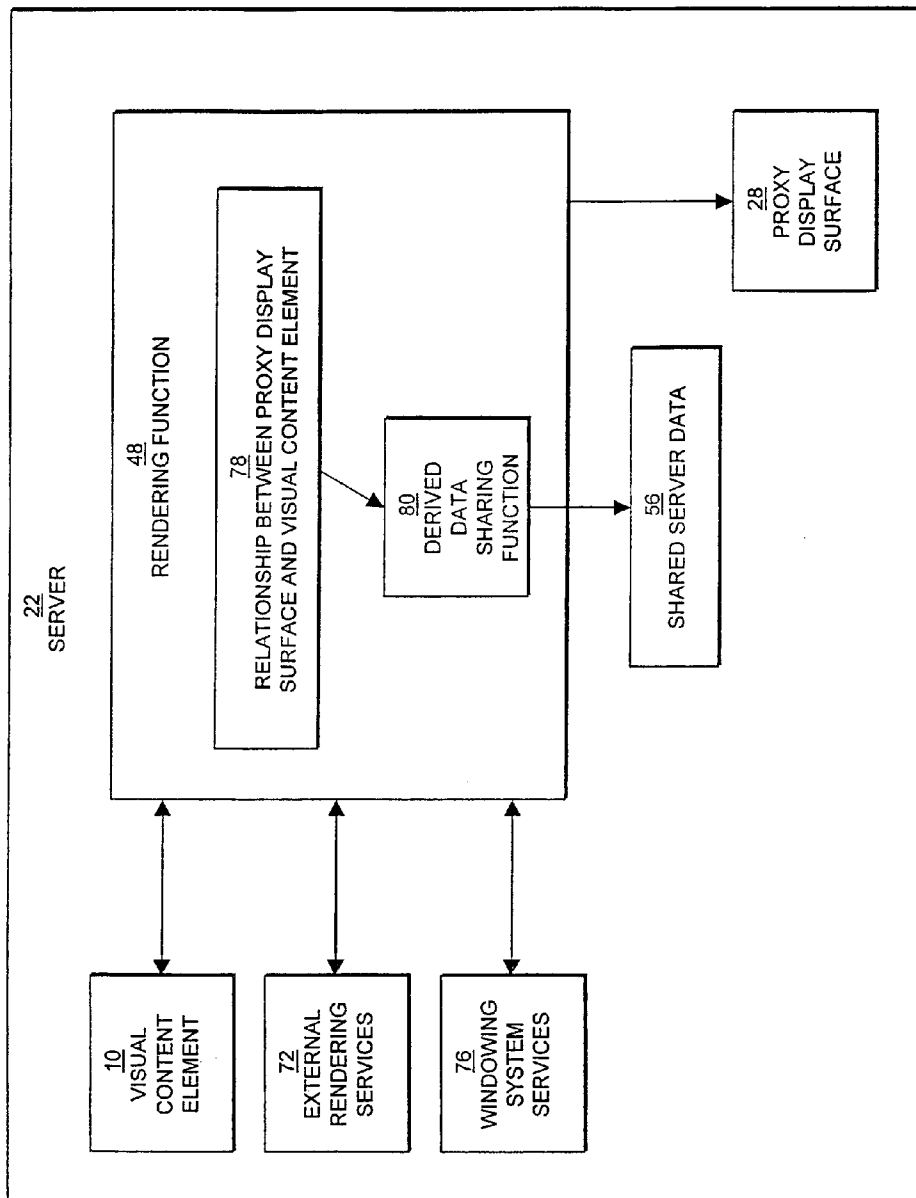 22
SERVER
10
VISUAL
CONTENT
ELEMENT
72
EXTERNAL
RENDERING
SERVICES
76
WINDOWING
SYSTEM
SERVICES
48
RENDERING FUNCTION
78
RELATIONSHIP BETWEEN PROXY DISPLAY
SURFACE AND VISUAL CONTENT ELEMENT
80
DERIVED
DATA
SHARING
FUNCTION
56
SHARED SERVER DATA
28
PROXY
DISPLAY
SURFACE